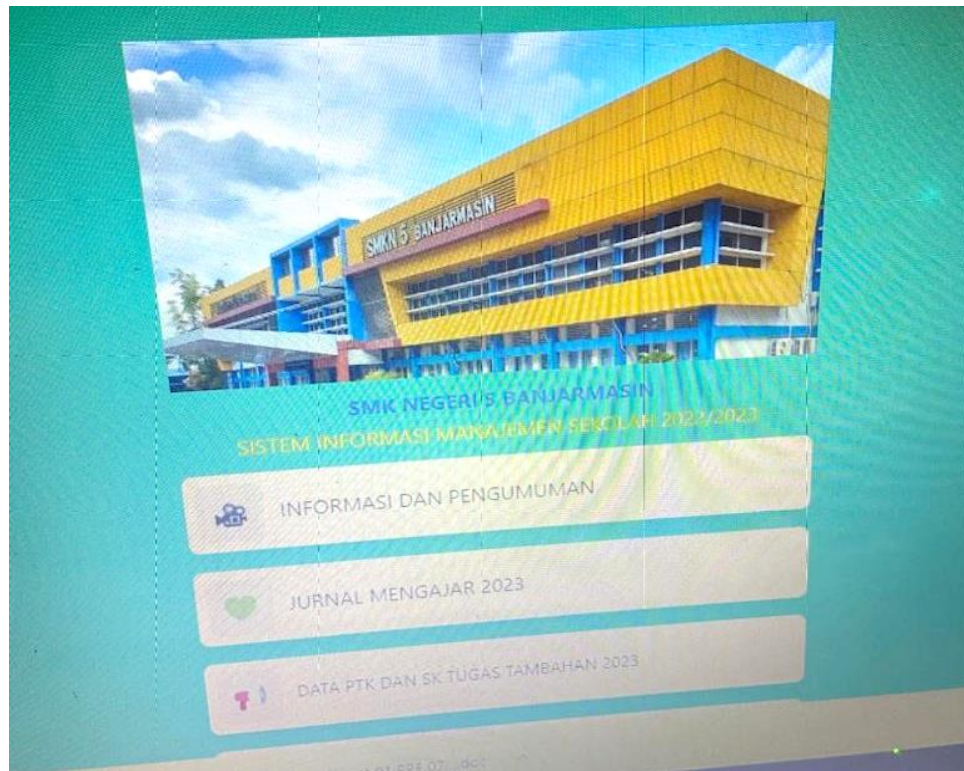 SMKN 5 BANJARMASIN
SMK NEGERI 5 BANJARMASIN
SISTEM INFORMASI MANAJEMEN SEKOLAH 2022/2023
INFORMASI DAN PENGUMUMAN
JURNAL MENGAJAR 2023
DATA PTK DAN SK TUGAS TAMBAHAN 2023